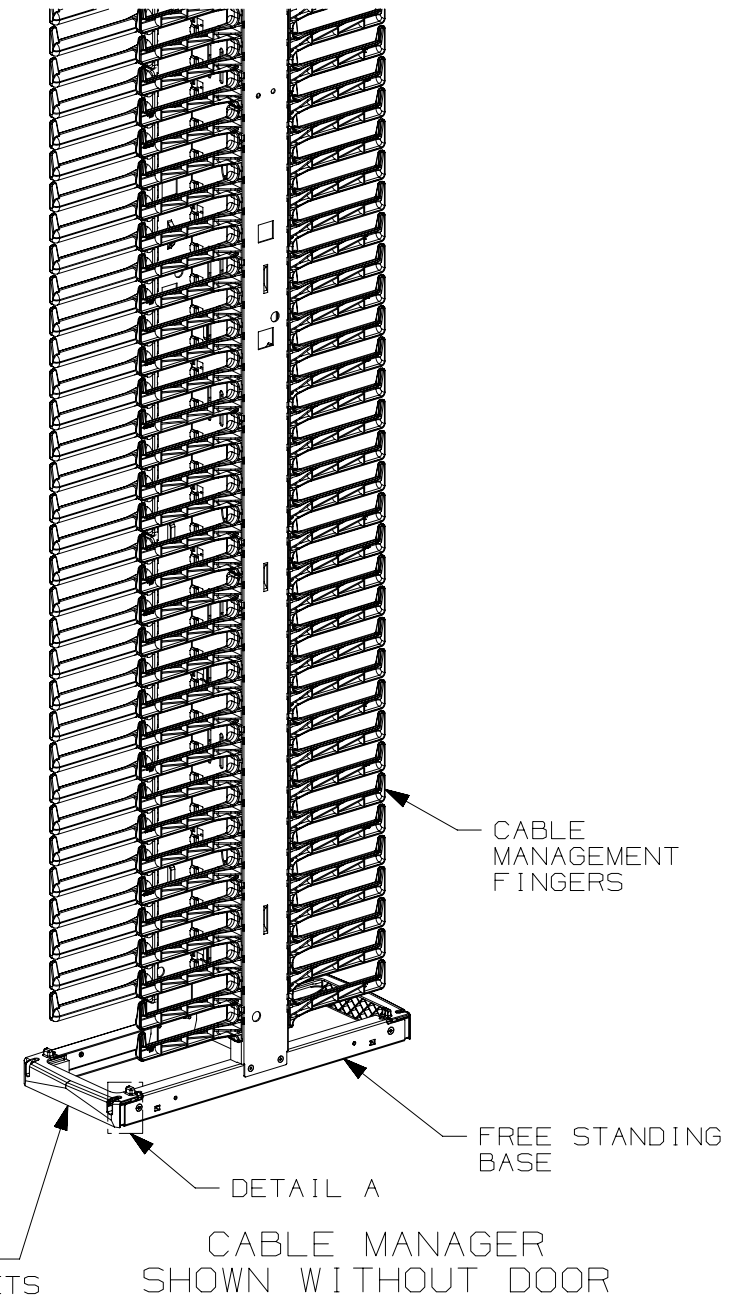 CABLE
MANAGEMENT
FINGERS
FREE STANDING
BASE
DETAIL A
CABLE MANAGER
SHOWN WITHOUT DOOR